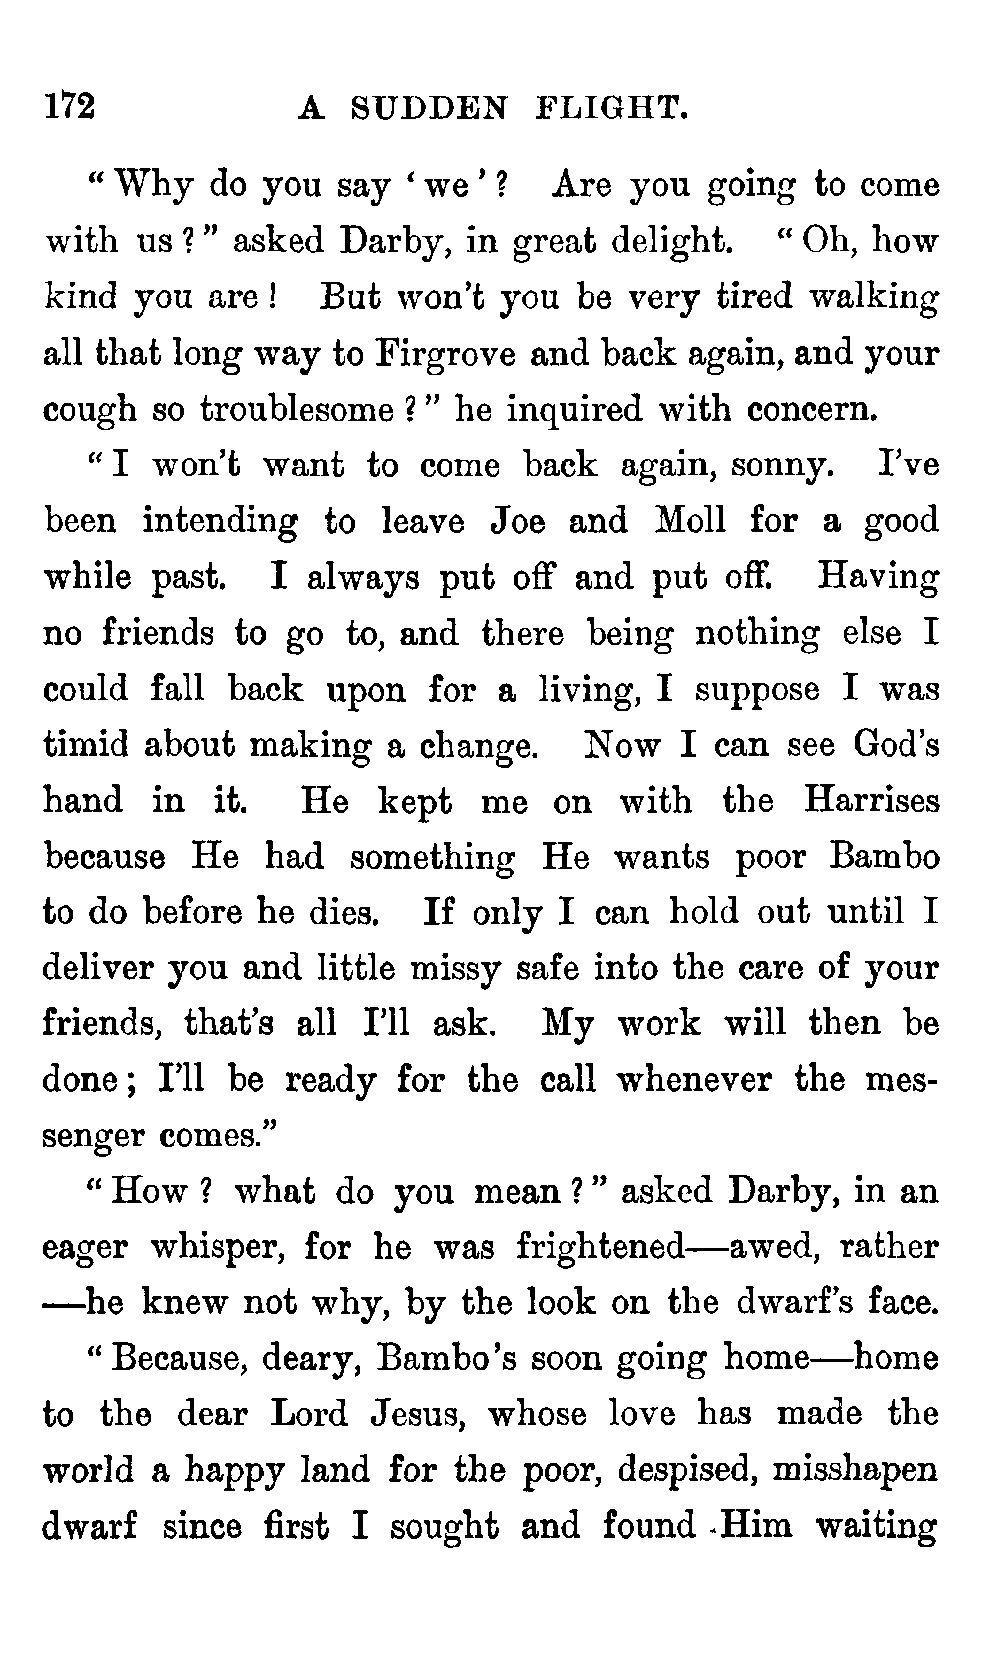 172 A SUDDEN FLIGHT.
“Why do you say ‘we’? Are you going to come
with us?” asked Darby, in great delight. “Oh, how
kind you are! But won’t you be very tired walking
all that long way to Firgrove and back again, and your
cough so troublesome?” he inquired with concern.
“I won’t want to come back again, sonny. I’ve
been intending to leave Joe and Moll for a good
while past. I always put off and put off. Having
no friends to go to, and there being nothing else I
could fall back upon for a living, I suppose I was
timid about making a change. Now I can see God’s
hand in it. He kept me on with the Harrises
because He had something He wants poor Bambo
to do before he dies. If only I can hold out until I
deliver you and little missy safe into the care of your
friends, that’s all I’ll ask. My work will then be
done; I’ll be ready for the call whenever the mes-
senger comes.”
“How? what do you mean?” asked Darby, in an
eager whisper, for he was frightened—awed, rather
—he knew not why, by the look on the dwarf’s face.
“Because, deary, Bambo’s soon going home—home
to the dear Lord Jesus, whose love has made the
world a happy land for the poor, despised, misshapen
dwarf since first I sought and found Him waiting